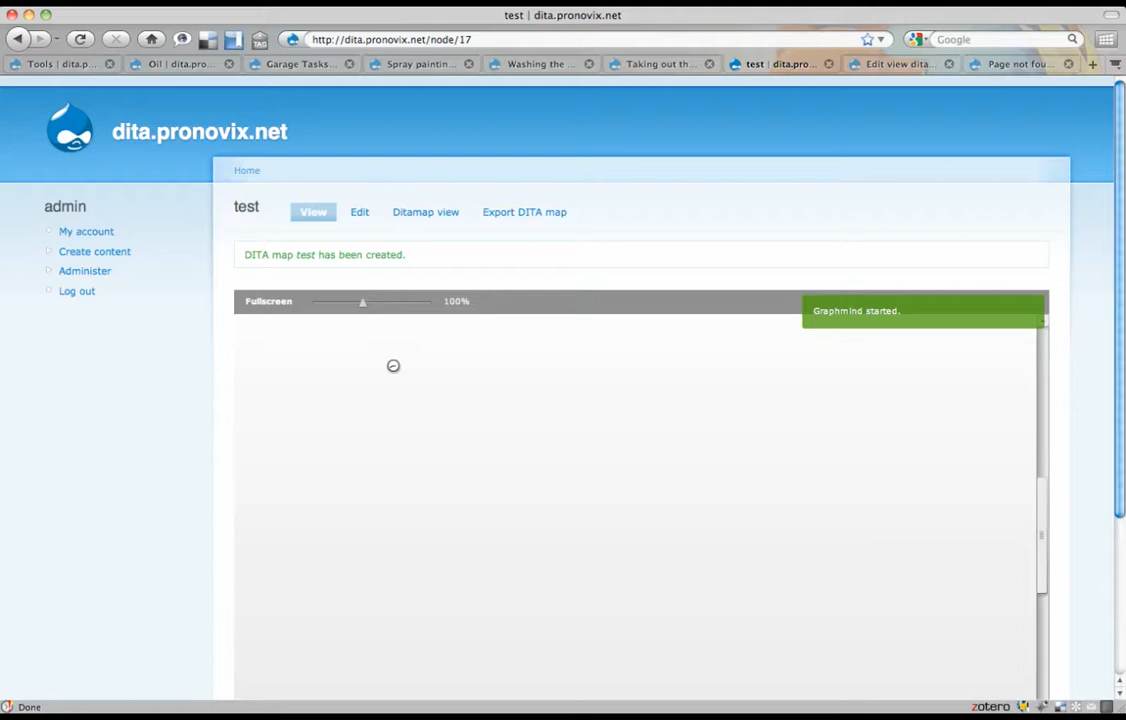 test | dita.pronovix.net
http://dita.pronovix.net/node/17
TAG
Google
Tools | dita.p...
Oil | dita.pro...
Garage Tasks...
Spray paintin...
Washing the ...
Taking out th...
test | dita.pro...
Edit view dita...
Page not fou...
dita.pronovix.net
Home
admin
My account
Create content
Administer
Log out
test
View
Edit
Ditamap view
Export DITA map
DITA map test has been created.
Fullscreen
100%
Graphmind started.
Done
zotero